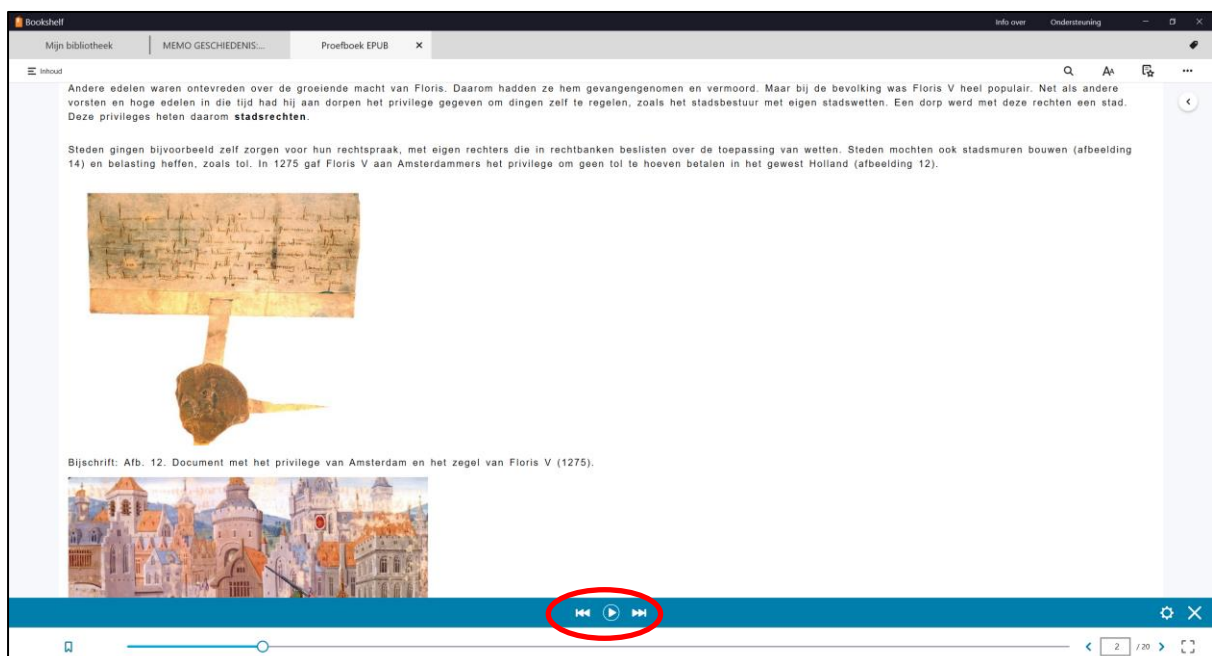 Bookshelf
Info over Ondersteuning
Mijn bibliotheek MEMO GESCHIEDENIS:... Proefboek EPUB
Inhoud
Andere edelen waren ontevreden over de groeiende macht van Floris. Daarom hadden ze hem gevangengenomen en vermoord. Maar bij de bevolking was Floris V heel populair. Net als andere
vorsten en hoge edelen in die tijd had hij aan dorpen het privilege gegeven om dingen zelf te regelen, zoals het stadsbestuur met eigen stadswetten. Een dorp werd met deze rechten een stad.
Deze privileges heten daarom stadsrechten.
Steden gingen bijvoorbeeld zelf zorgen voor hun rechtspraak, met eigen rechters die in rechtbanken beslisten over de toepassing van wetten. Steden mochten ook stadsmuren bouwen (afbeelding
14) en belasting heffen, zoals tol. In 1275 gaf Floris V aan Amsterdammers het privilege om geen tol te hoeven betalen in het gewest Holland (afbeelding 12).
Bijschrift: Afb. 12. Document met het privilege van Amsterdam en het zegel van Floris V (1275).
2 / 20